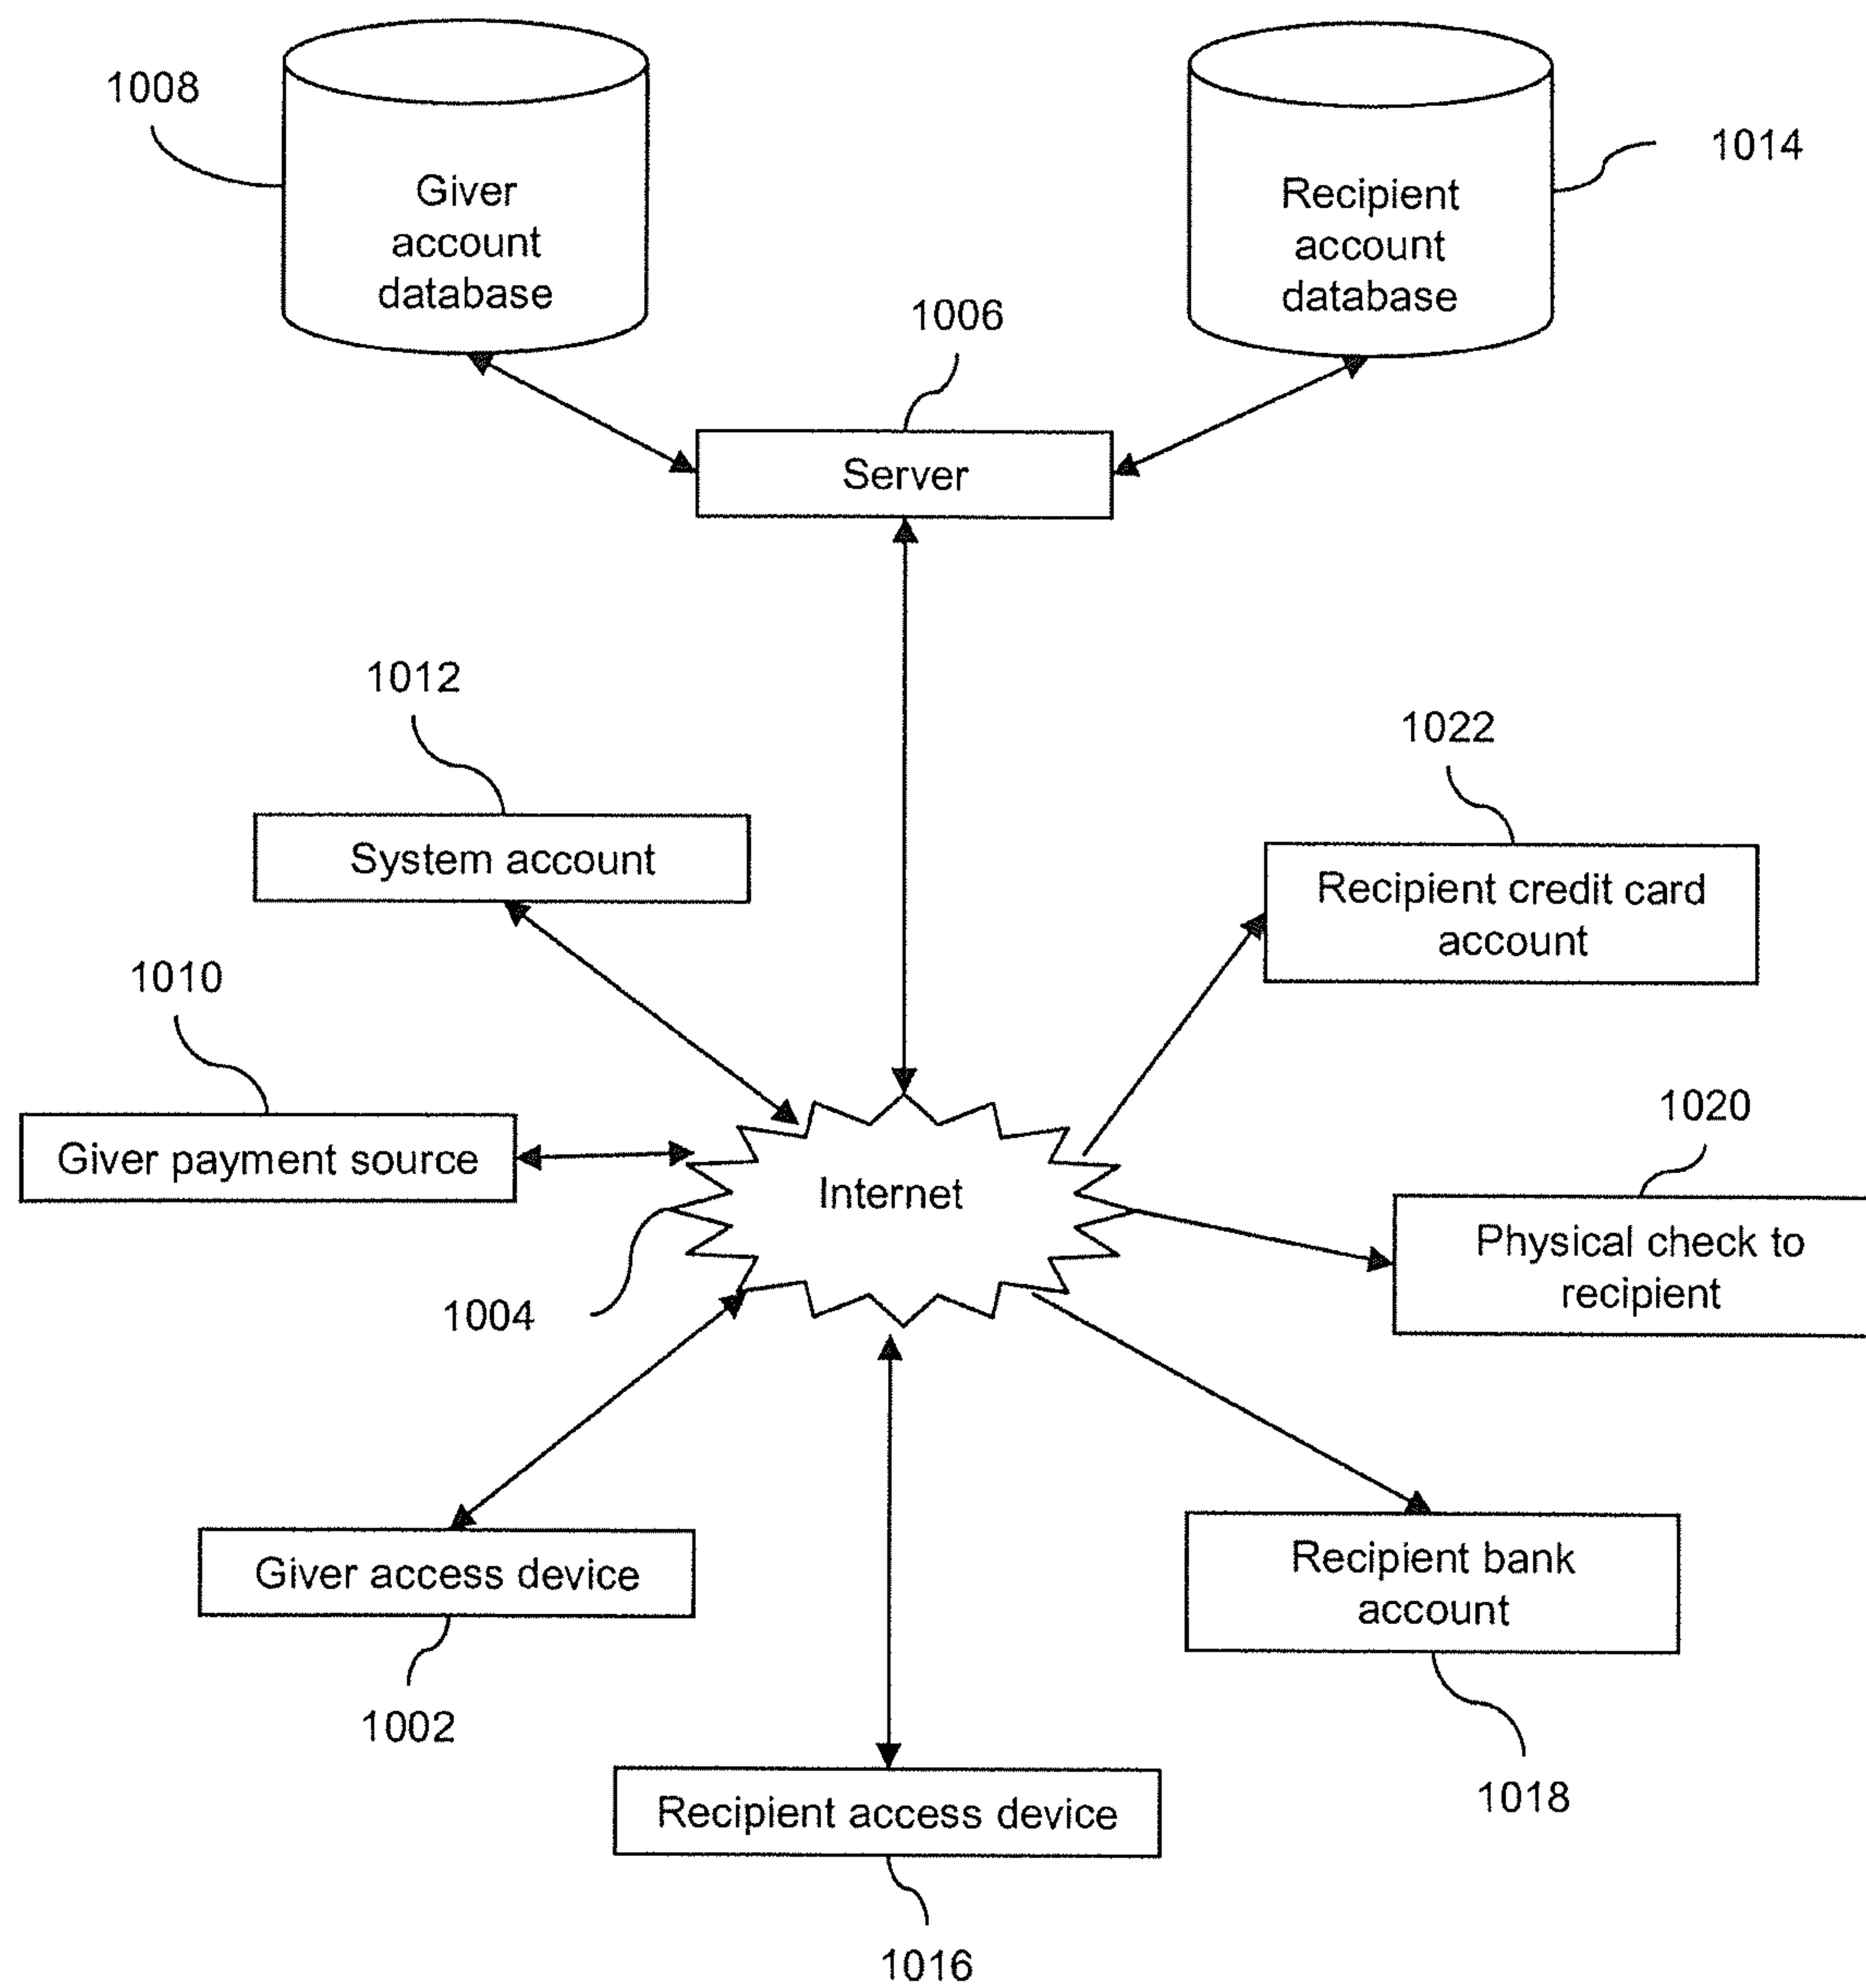 1008
Giver
account
database
1014
Recipient
account
database
1006
Server
1012
System account
1022
Recipient credit card
account
1010
Giver payment source
1020
Physical check to
recipient
Internet
1004
Giver access device
1002
Recipient bank
account
1018
Recipient access device
1016